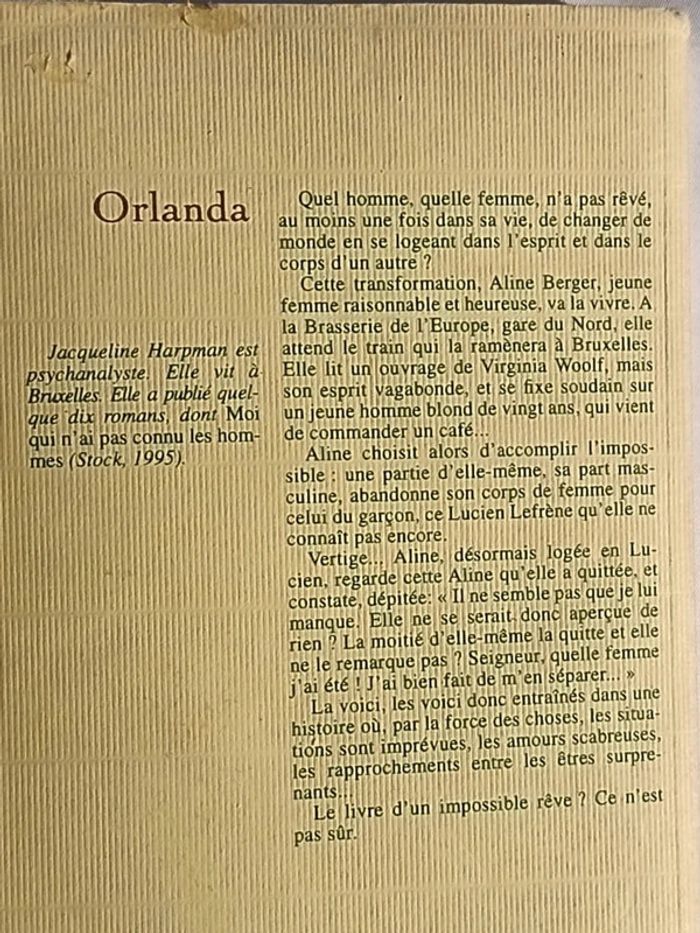 Orlanda
Jacqueline Harpman est
psychanalyste. Elle vit à
Bruxelles. Elle a publié quel-
que dix romans, dont Moi
qui n'ai pas connu les hom-
mes (Stock, 1995).
Quel homme, quelle femme, n'a pas rêvé,
au moins une fois dans sa vie, de changer de
monde en se logeant dans l'esprit et dans le
corps d'un autre ?
Cette transformation, Aline Berger, jeune
femme raisonnable et heureuse, va la vivre. A
la Brasserie de l'Europe, gare du Nord, elle
attend le train qui la ramènera à Bruxelles.
Elle lit un ouvrage de Virginia Woolf, mais
son esprit vagabonde, et se fixe soudain sur
un jeune homme blond de vingt ans, qui vient
de commander un café...
Aline choisit alors d'accomplir l'impos-
sible : une partie d'elle-même, sa part mas-
culine, abandonne son corps de femme pour
celui du garçon, ce Lucien Lefrène qu'elle ne
connaît pas encore.
Vertige... Aline, désormais logée en Lu-
cien, regarde cette Aline qu'elle a quittée, et
constate, dépitée: « Il ne semble pas que je lui
manque. Elle ne se serait donc aperçue de
rien ? La moitié d'elle-même la quitte et elle
ne le remarque pas ? Seigneur, quelle femme
j'ai été ! J'ai bien fait de m'en séparer... »
La voici, les voici donc entraînés dans une
histoire où, par la force des choses, les situa-
tions sont imprévues, les amours scabreuses,
les rapprochements entre les êtres surpre-
nants...
Le livre d'un impossible rêve ? Ce n'est
pas sûr.